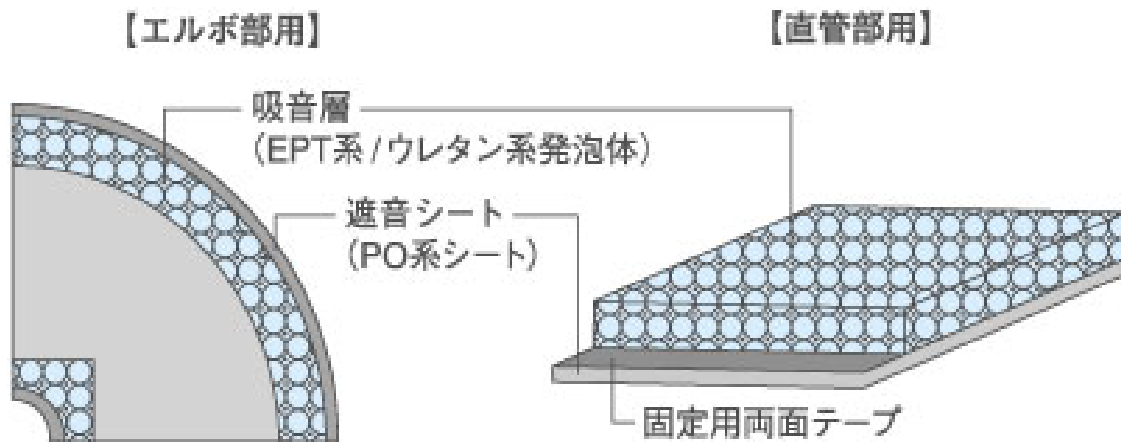 【エルボ部用】
【直管部用】
吸音層
（EPT系/ウレタン系発泡体）
遮音シート
（PO系シート）
固定用両面テープ